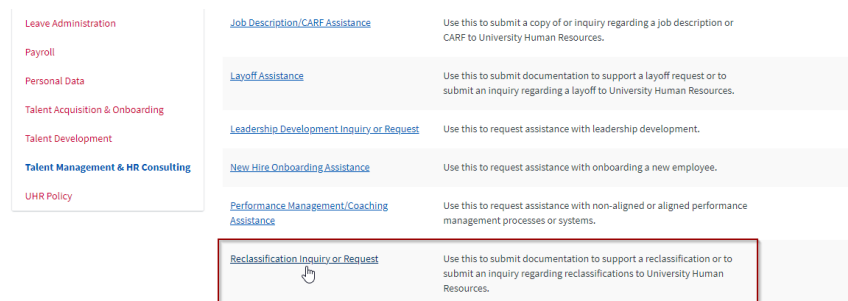 Leave Administration
Payroll
Personal Data
Talent Acquisition & Onboarding
Talent Development
Talent Management & HR Consulting
UHR Policy
Job Description/CARF Assistance
Use this to submit a copy of or inquiry regarding a job description or
CARF to University Human Resources.
Layoff Assistance
Use this to submit documentation to support a layoff request or to
submit an inquiry regarding a layoff to University Human Resources.
Leadership Development Inquiry or Request
Use this to request assistance with leadership development.
New Hire Onboarding Assistance
Use this to request assistance with onboarding a new employee.
Performance Management/Coaching
Assistance
Use this to request assistance with non-aligned or aligned performance
management processes or systems.
Reclassification Inquiry or Request
Use this to submit documentation to support a reclassification or to
submit an inquiry regarding reclassifications to University Human
Resources.